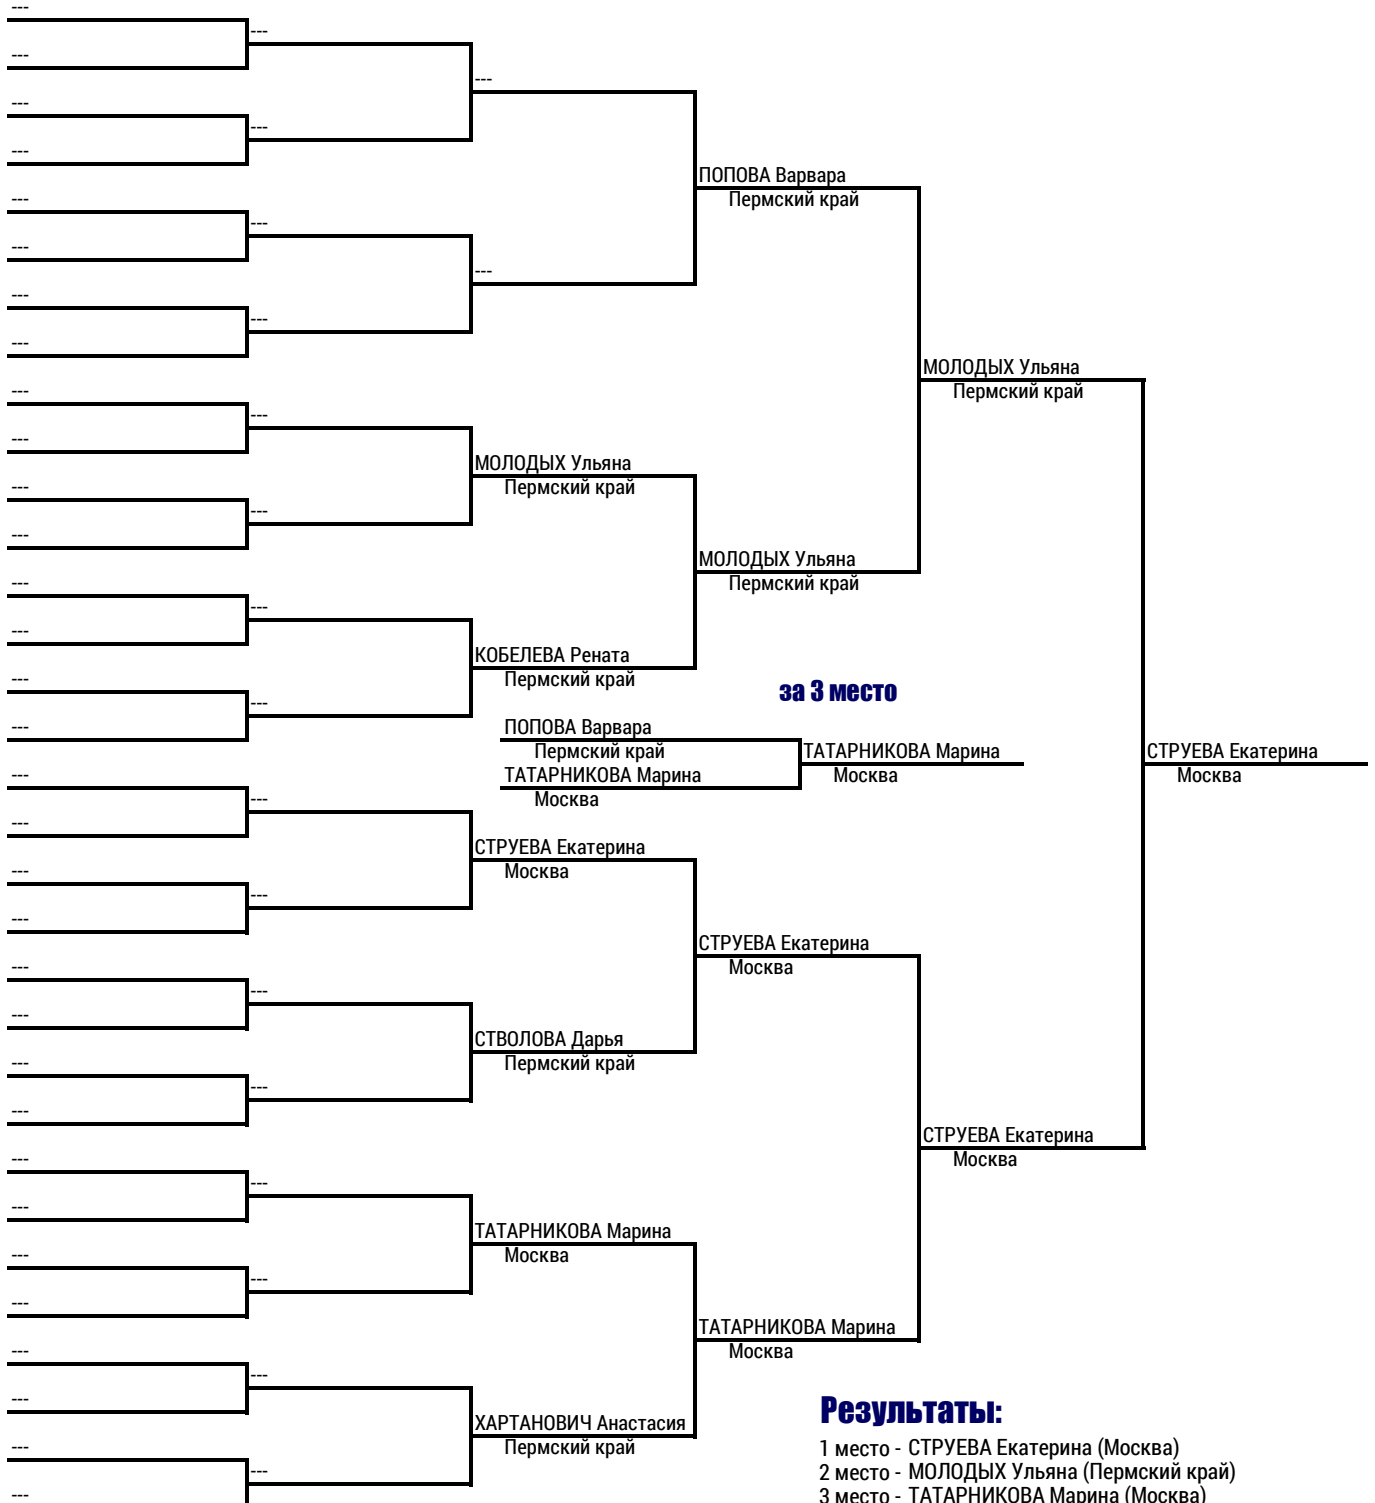 ---
---
---
---
---
---
---
---
---
---
---
ПОПОВА Варвара
---
Пермский край
---
---
---
---
---
---
МОЛОДЫХ Ульяна
---
Пермский край
---
---
МОЛОДЫХ Ульяна
Пермский край
---
---
---
МОЛОДЫХ Ульяна
Пермский край
---
---
---
КОБЕЛЕВА Рената
Пермский край
---
за 3 место
---
---
ПОПОВА Варвара
Пермский край
ТАТАРНИКОВА Марина
СТРУЕВА Екатерина
---
ТАТАРНИКОВА Марина
Москва
Москва
---
Москва
---
СТРУЕВА Екатерина
Москва
---
---
---
СТРУЕВА Екатерина
Москва
---
---
---
СТВОЛОВА Дарья
Пермский край
---
---
---
СТРУЕВА Екатерина
Москва
---
---
---
ТАТАРНИКОВА Марина
Москва
---
---
---
ТАТАРНИКОВА Марина
Москва
---
---
---
ХАРТАНОВИЧ Анастасия
Пермский край
---
---
---
Результаты:
1 место - СТРУЕВА Екатерина (Москва)
2 место - МОЛОДЫХ Ульяна (Пермский край)
3 место - ТАТАРНИКОВА Марина (Москва)